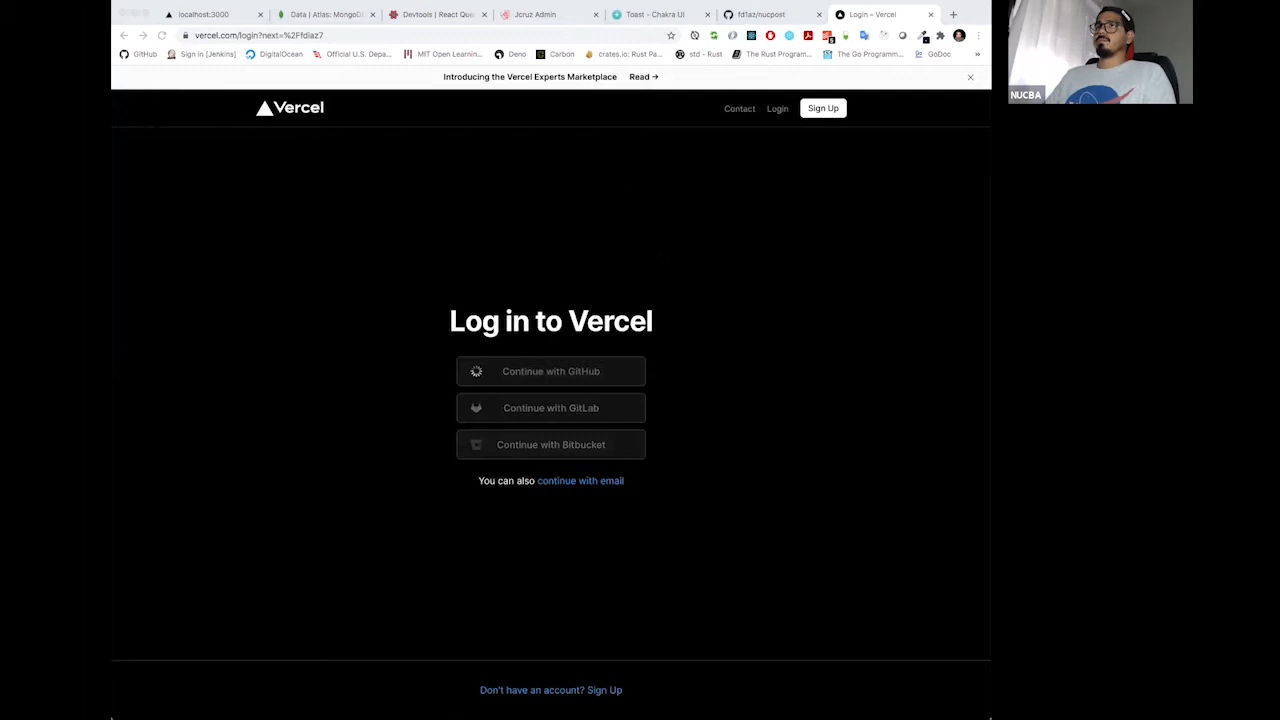 localhost:3000
Data | Atlas: MongoDB
Devtools | React Que
Jcruz Admin
Toast - Chakra UI
fd1az/nucpost
Login – Vercel
vercel.com/login?next=%2Ffdiaz7
GitHub
Sign in [Jenkins]
DigitalOcean
Official U.S. Depa...
MIT Open Learnin...
Deno
Carbon
crates.io: Rust Pa...
std - Rust
The Rust Program...
The Go Programm...
GoDoc
»
Introducing the Vercel Experts Marketplace Read →
Vercel
Contact
Login
Sign Up
Log in to Vercel
Continue with GitHub
Continue with GitLab
Continue with Bitbucket
You can also continue with email
Don't have an account? Sign Up
NUCBA